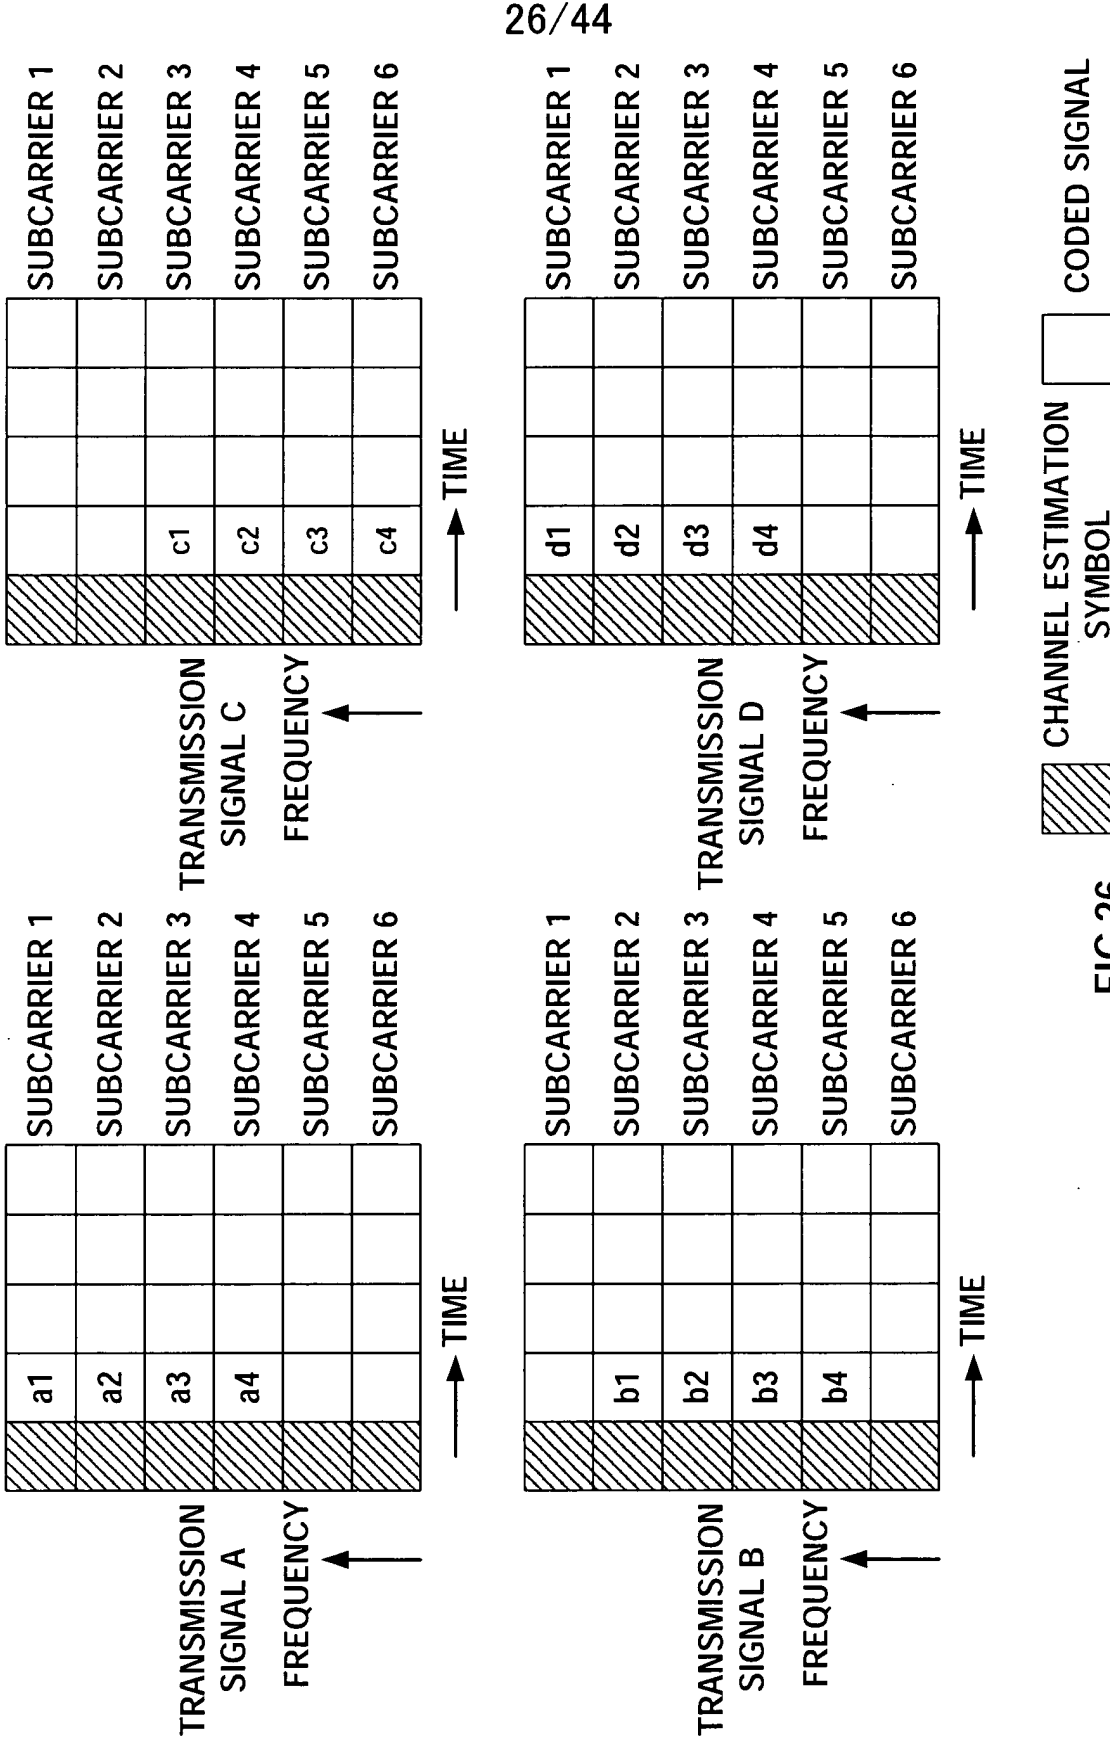 26/44
TRANSMISSION
SIGNAL A
FREQUENCY
a1
a2
a3
a4
SUBCARRIER 1
SUBCARRIER 2
SUBCARRIER 3
SUBCARRIER 4
SUBCARRIER 5
SUBCARRIER 6
TIME
TRANSMISSION
SIGNAL C
FREQUENCY
c1
c2
c3
c4
SUBCARRIER 1
SUBCARRIER 2
SUBCARRIER 3
SUBCARRIER 4
SUBCARRIER 5
SUBCARRIER 6
TIME
TRANSMISSION
SIGNAL B
FREQUENCY
b1
b2
b3
b4
SUBCARRIER 1
SUBCARRIER 2
SUBCARRIER 3
SUBCARRIER 4
SUBCARRIER 5
SUBCARRIER 6
TIME
TRANSMISSION
SIGNAL D
FREQUENCY
d1
d2
d3
d4
SUBCARRIER 1
SUBCARRIER 2
SUBCARRIER 3
SUBCARRIER 4
SUBCARRIER 5
SUBCARRIER 6
TIME
CHANNEL ESTIMATION
SYMBOL
CODED SIGNAL
FIG.26